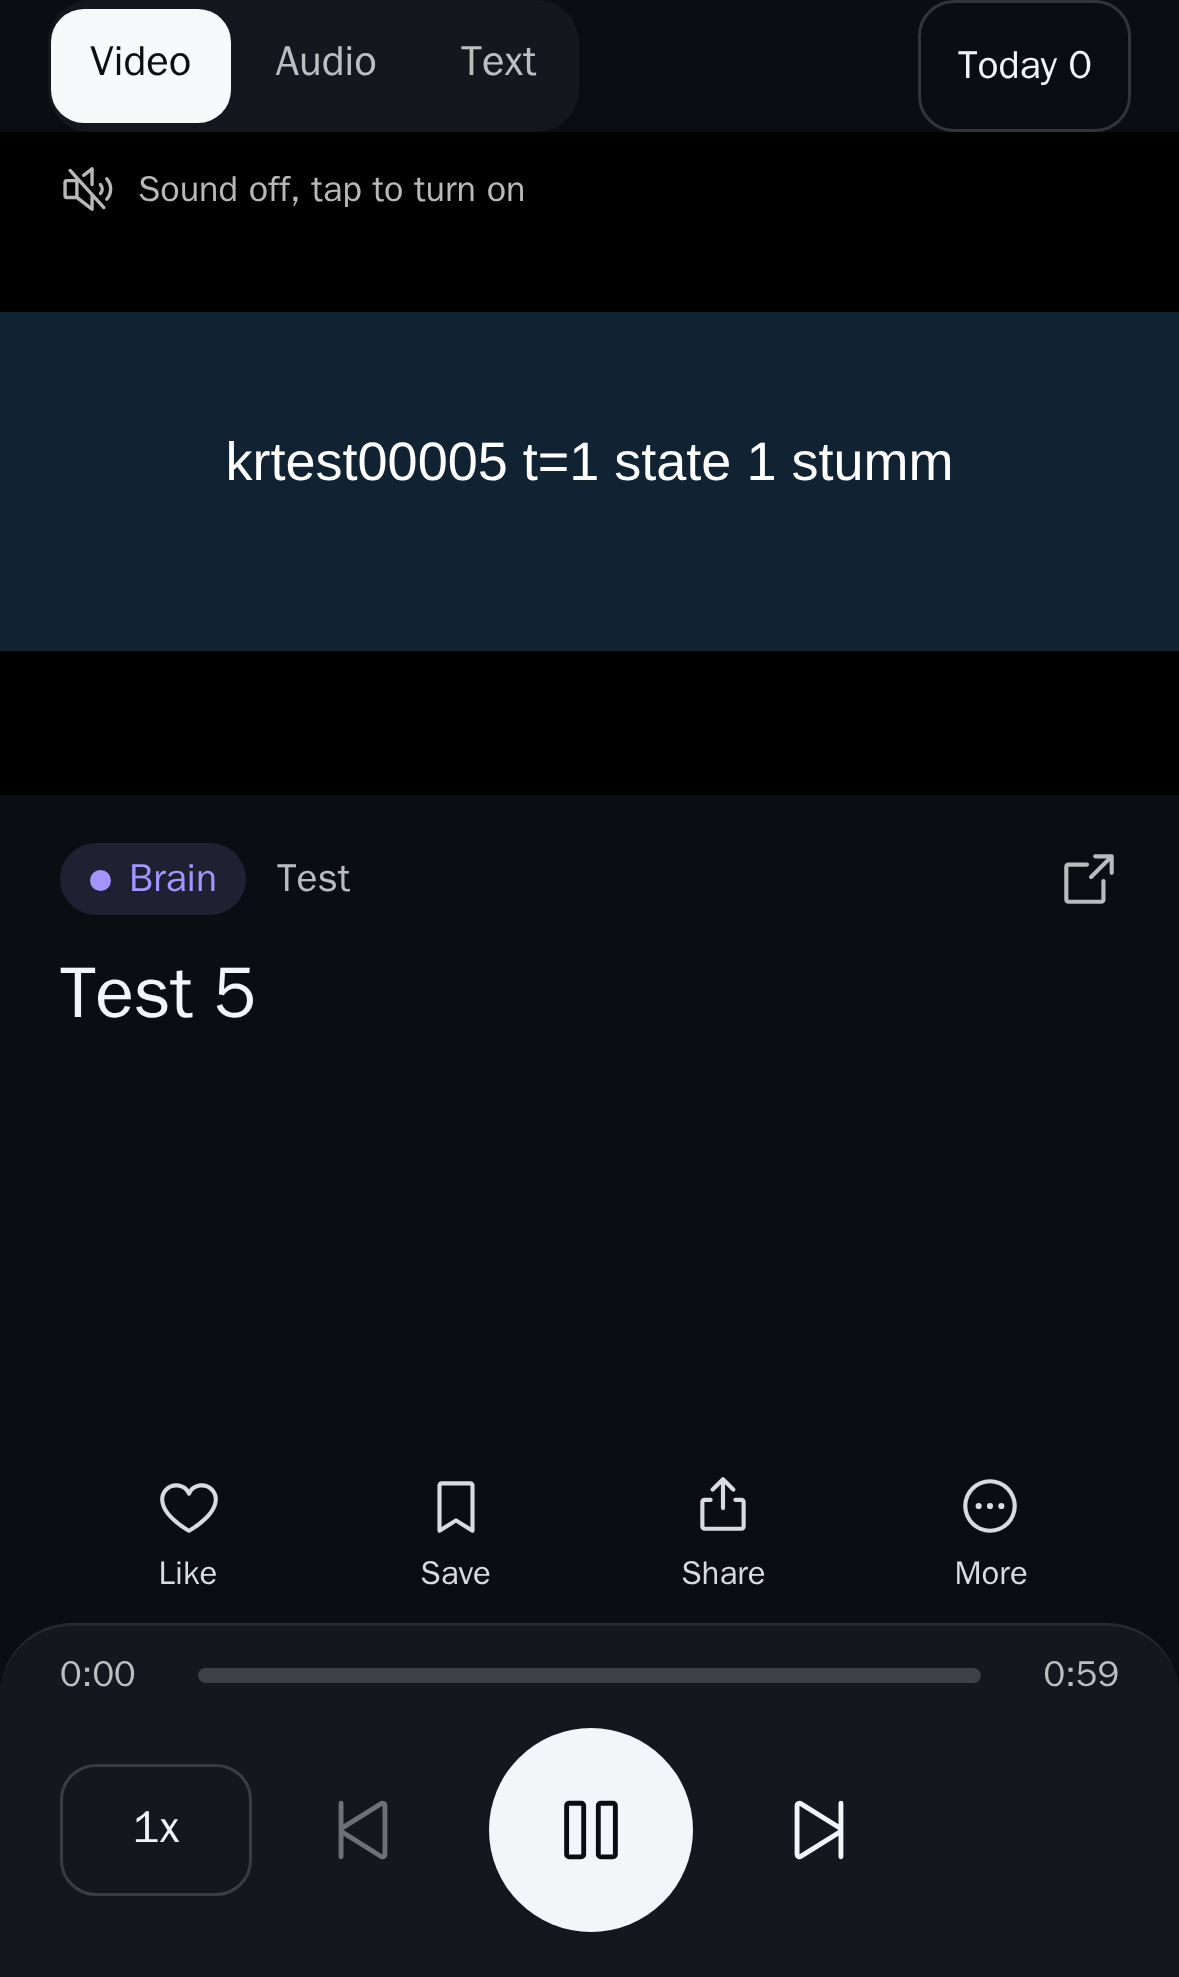 Video Audio Text Today 0
Sound off, tap to turn on
krtest00005 t=1 state 1 stumm
Brain Test
Test 5
Like Save Share More
0:00 0:59
1x